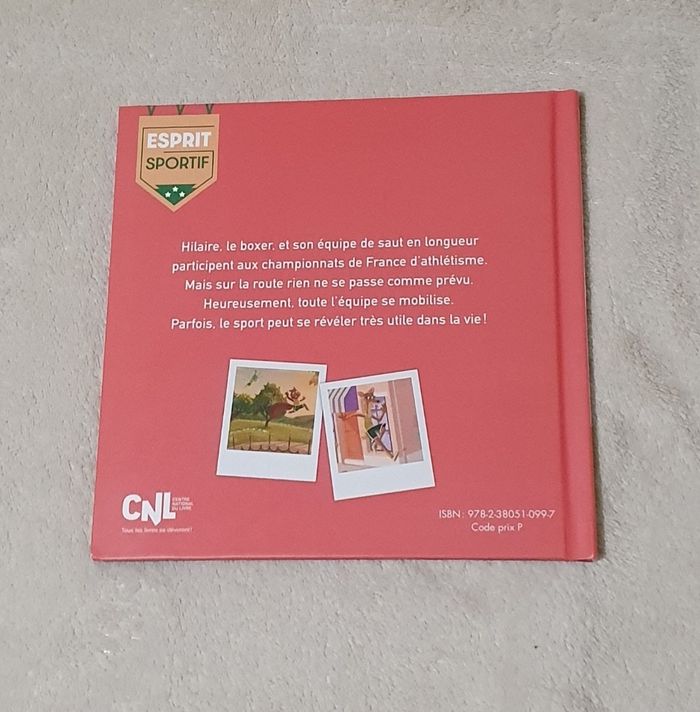 ESPRIT
SPORTIF
Hilaire, le boxer, et son équipe de saut en longueur
participent aux championnats de France d'athlétisme.
Mais sur la route rien ne se passe comme prévu.
Heureusement, toute l'équipe se mobilise.
Parfois, le sport peut se révéler très utile dans la vie !
CNL
CENTRE
NATIONAL
DU LIVRE
Tous les livres se dévorent !
ISBN : 978-2-38051-099-7
Code prix P